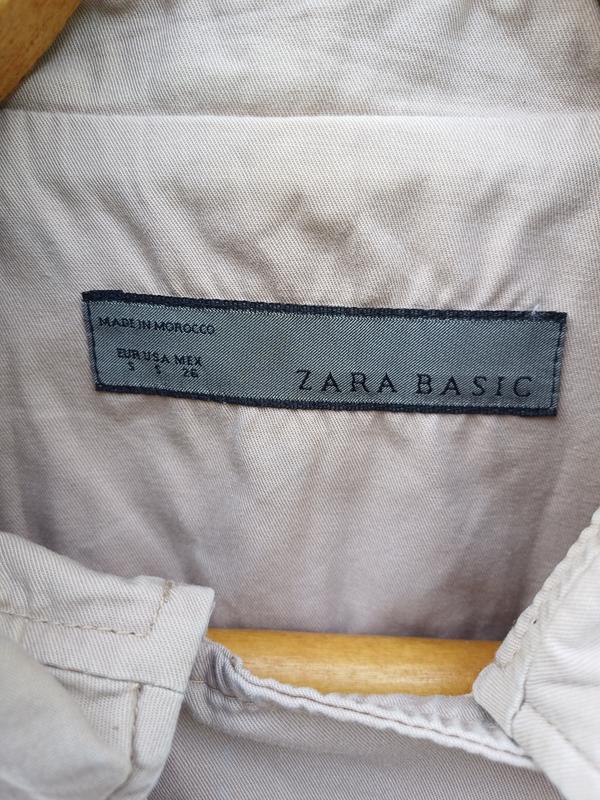 MADE IN MOROCCO
EUR USA MEX
S S 26
ZARA BASIC